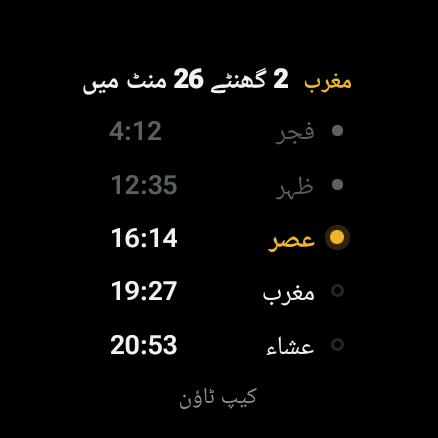 مغرب 2 گھنٹے 26 منٹ میں
فجر 4:12
ظہر 12:35
عصر 16:14
مغرب 19:27
عشاء 20:53
کیپ ٹاؤن